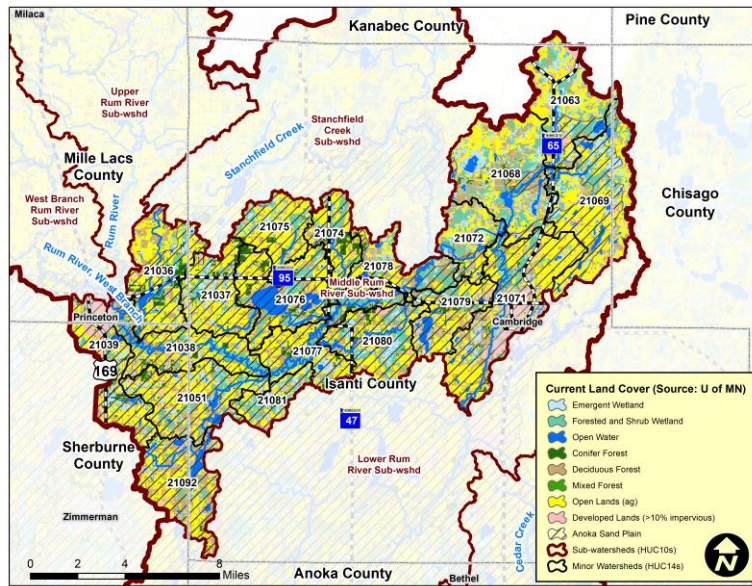 Milaca
Kanabec County
Pine County
Upper
Rum River
Sub-wshd
21063
Stanchfield
Creek
Sub-wshd
Stanchfield Creek
65
Mille Lacs
County
21068
21069
Chisago
County
West Branch
Rum River
Sub-wshd
Rum River
Rum River, West Branch
21075
21074
21072
21036
21078
95
21037
21076
Middle Rum
River Sub-wshd
21079
21071
Princeton
Cambridge
21039
21038
21077
21080
169
Isanti County
21051
21081
47
Sherburne
County
Lower Rum
River Sub-wshd
21092
Zimmerman
Cedar Creek
0 2 4 8
Miles
Anoka County
Bethel
Current Land Cover (Source: U of MN)
Emergent Wetland
Forested and Shrub Wetland
Open Water
Conifer Forest
Deciduous Forest
Mixed Forest
Open Lands (ag)
Developed Lands (>10% impervious)
Anoka Sand Plain
Sub-watersheds (HUC10s)
Minor Watersheds (HUC14s)
N